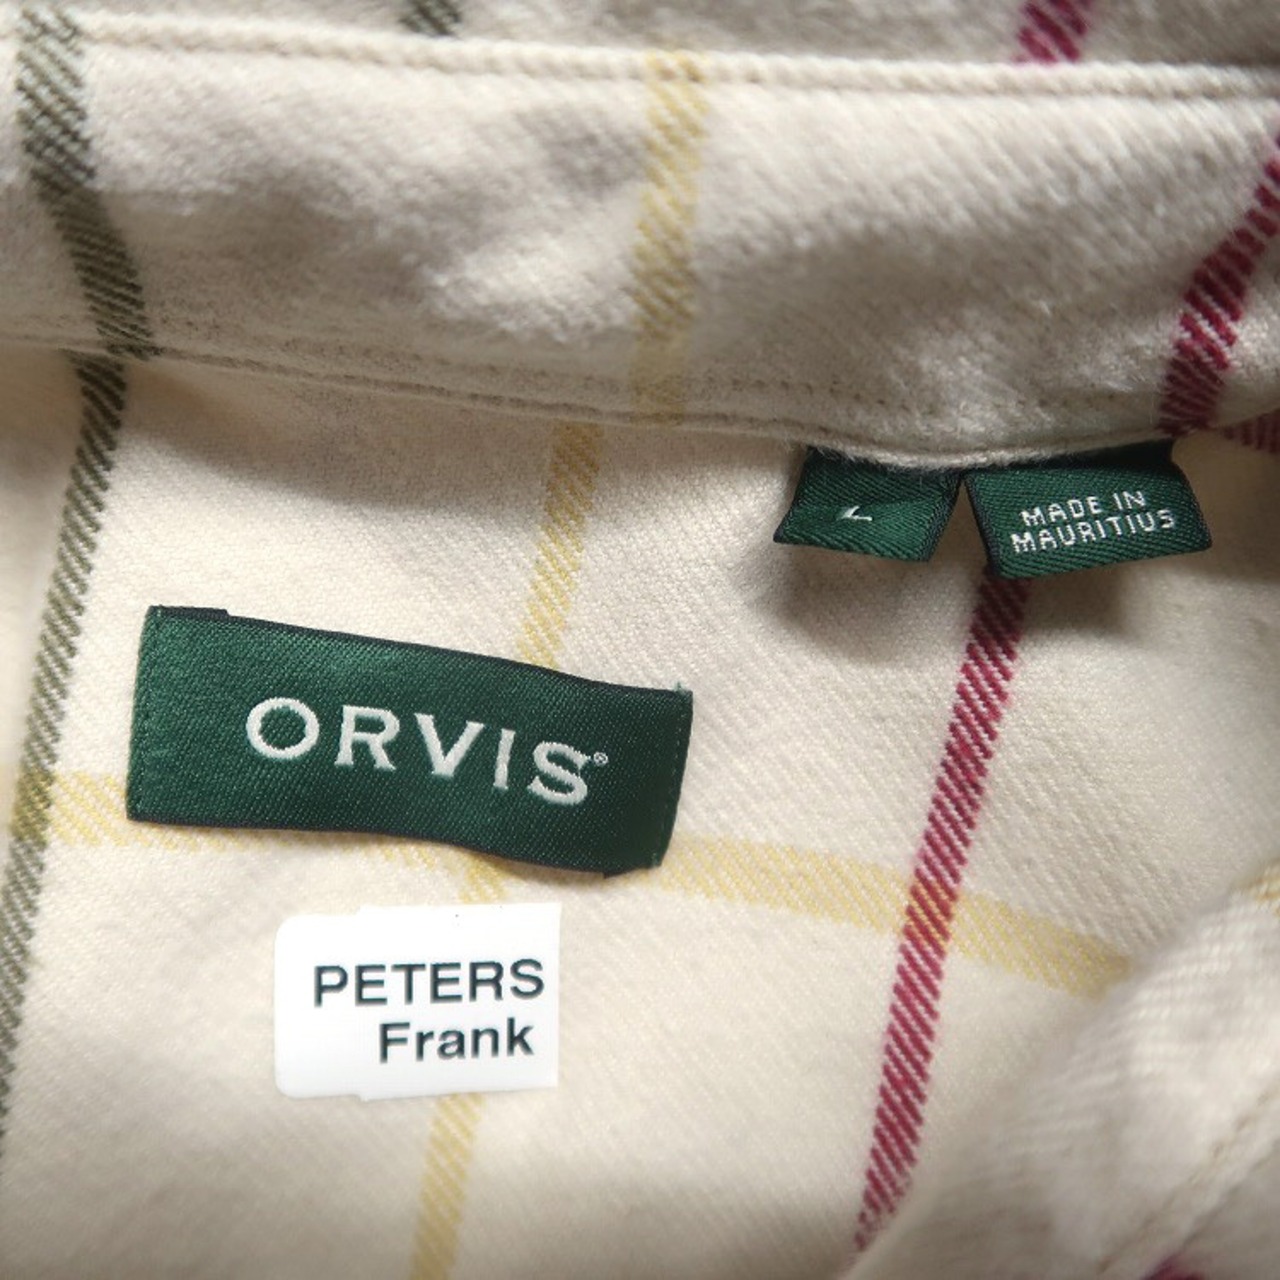 L
MADE IN
MAURITIUS
ORVIS®
PETERS
Frank